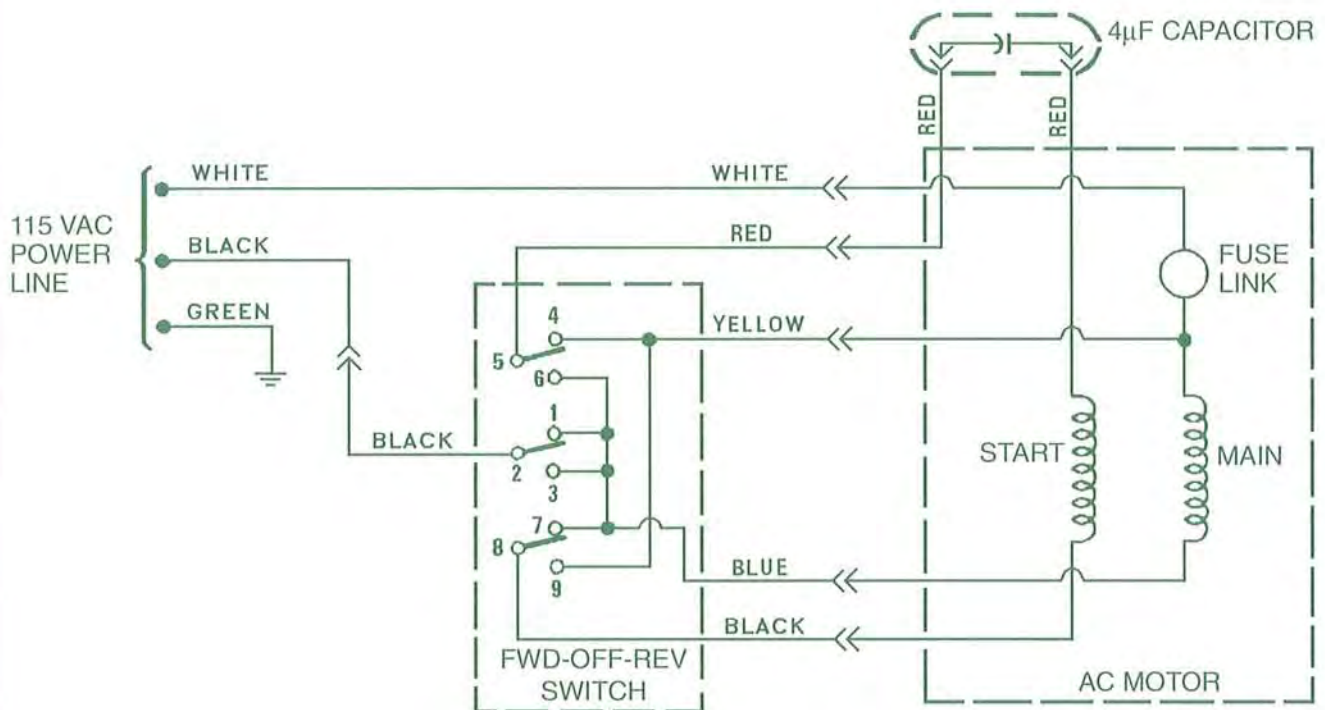 4µF CAPACITOR
RED
RED
WHITE
WHITE
115 VAC
POWER
LINE
BLACK
RED
FUSE
LINK
GREEN
4
YELLOW
5
6
1
BLACK
2
START
MAIN
3
7
8
9
BLUE
BLACK
FWD-OFF-REV
SWITCH
AC MOTOR